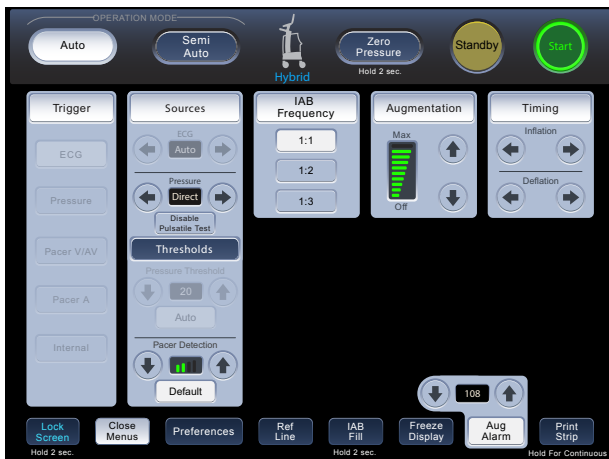 OPERATION MODE
Auto
Semi
Auto
Hybrid
Zero
Pressure
Hold 2 sec.
Standby
Start
Trigger
ECG
Pressure
Pacer V/AV
Pacer A
Internal
Sources
ECG
Auto
Pressure
Direct
Disable
Pulsatile Test
Thresholds
Pressure Threshold
20
Auto
Pacer Detection
Default
IAB
Frequency
1:1
1:2
1:3
Augmentation
Max
Off
Timing
Inflation
Deflation
108
Lock
Screen
Hold 2 sec.
Close
Menus
Preferences
Ref
Line
IAB
Fill
Hold 2 sec.
Freeze
Display
Aug
Alarm
Print
Strip
Hold For Continuous